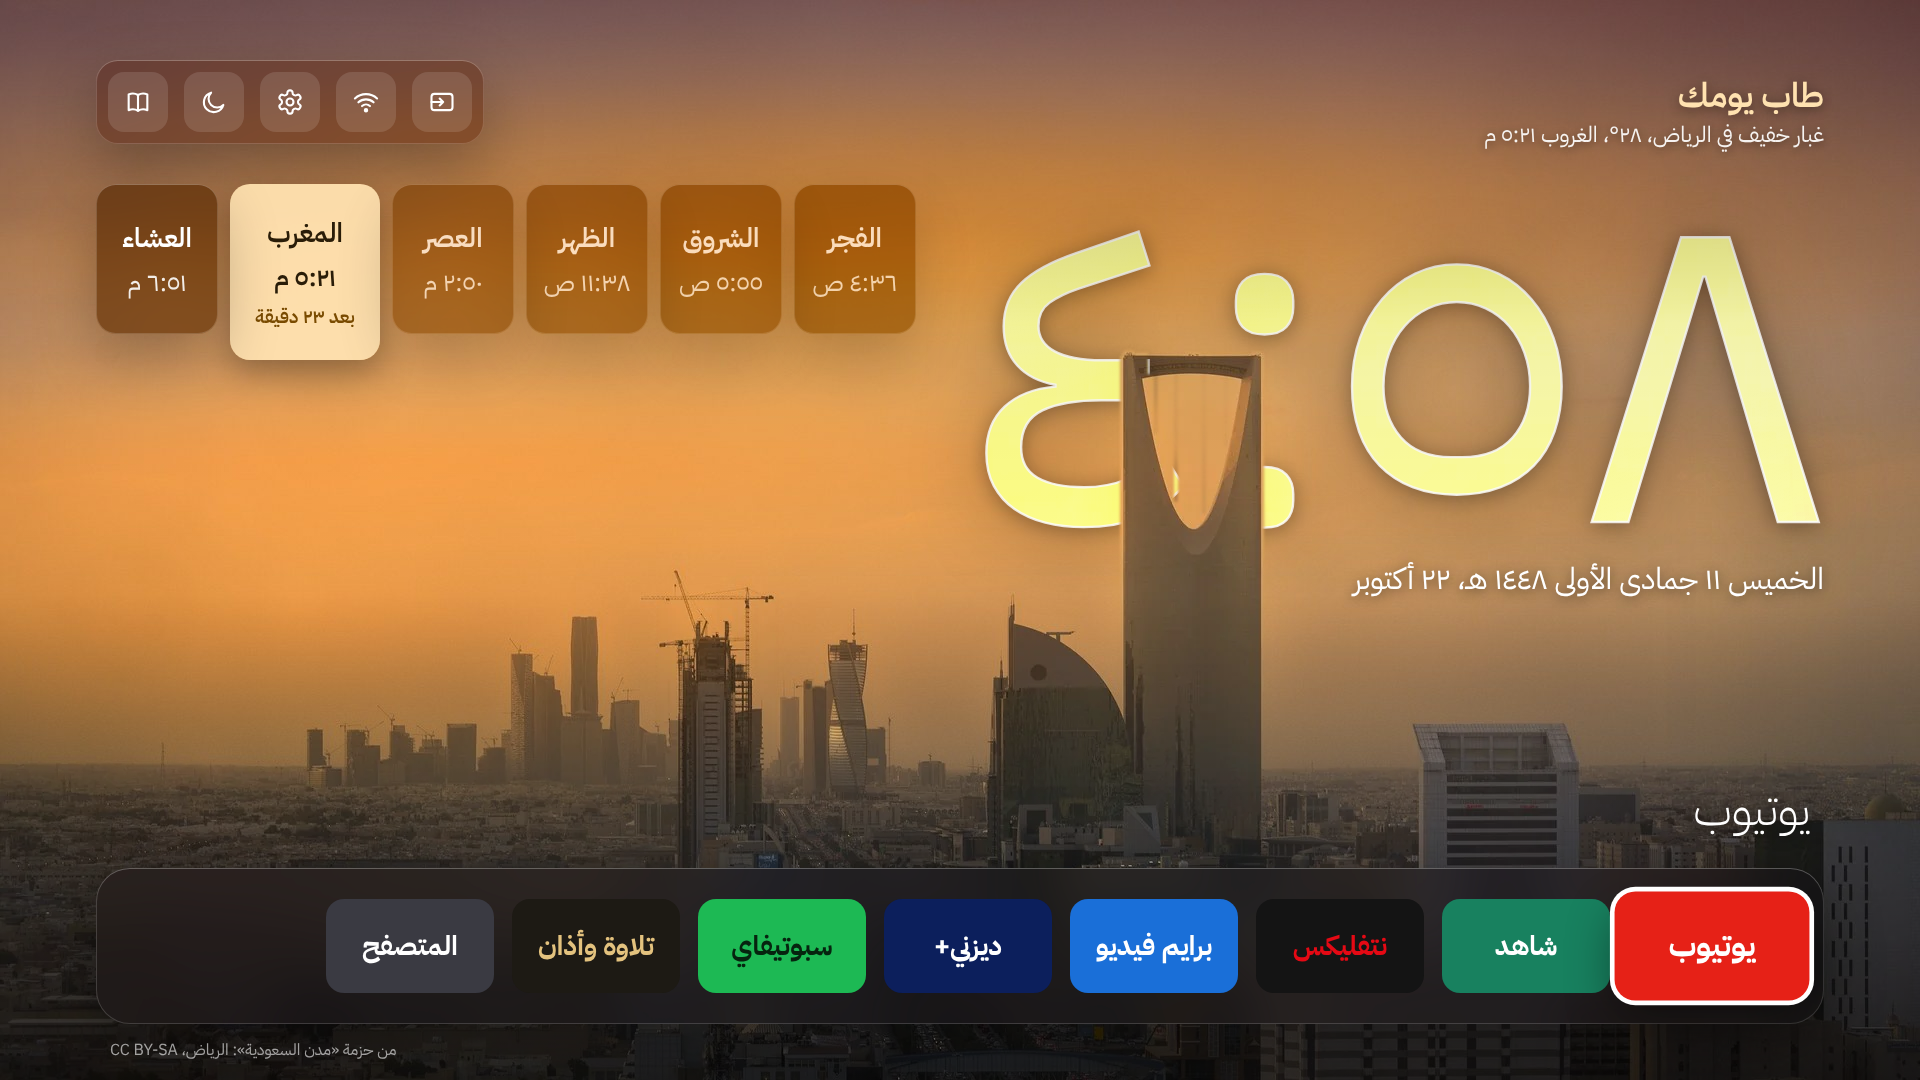 طاب يومك
غبار خفيف في الرياض، ٢٨°، الغروب ٥:٢١ م
الفجر
٤:٣٦ ص
الشروق
٥:٥٥ ص
الظهر
١١:٣٨ ص
العصر
٢:٥٠ م
المغرب
٥:٢١ م
بعد ٢٣ دقيقة
العشاء
٦:٥١ م
٤:٥٨
الخميس ١١ جمادى الأولى ١٤٤٨ هـ، ٢٢ أكتوبر
يوتيوب
يوتيوب
شاهد
نتفليكس
برايم فيديو
ديزني+
سبوتيفاي
تلاوة وأذان
المتصفح
من حزمة «مدن السعودية»: الرياض، CC BY-SA